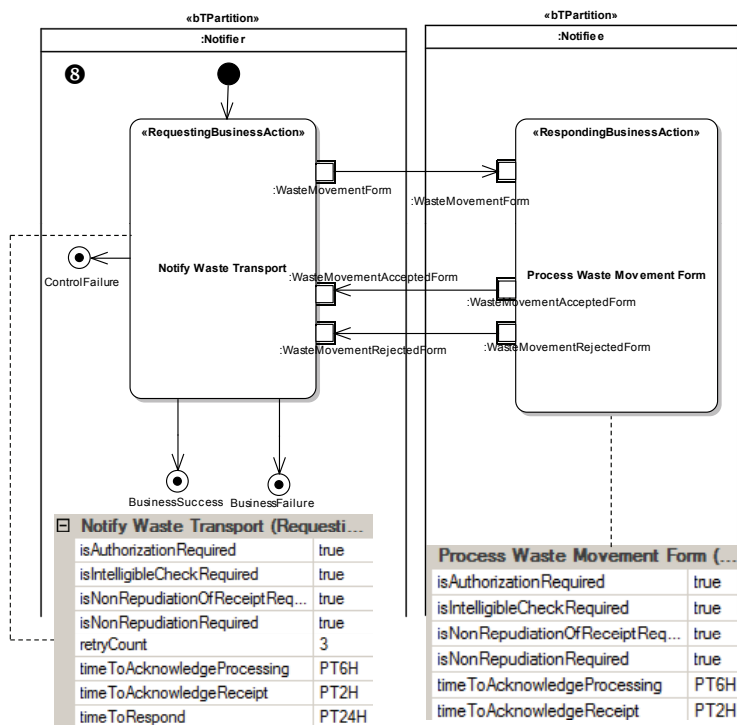 «bTPartition»
:Notifier
«bTPartition»
:Notifiee
❽
«RequestingBusinessAction»
«RespondingBusinessAction»
:WasteMovementForm
:WasteMovementForm
ControlFailure
Notify Waste Transport
:WasteMovementAcceptedForm
Process Waste Movement Form
:WasteMovementAcceptedForm
:WasteMovementRejectedForm
:WasteMovementRejectedForm
BusinessSuccess
BusinessFailure
Notify Waste Transport (Requesti...
isAuthorizationRequired true
isIntelligibleCheckRequired true
isNonRepudiationOfReceiptReq... true
isNonRepudiationRequired true
retryCount 3
timeToAcknowledgeProcessing PT6H
timeToAcknowledgeReceipt PT2H
timeToRespond PT24H
Process Waste Movement Form (...
isAuthorizationRequired true
isIntelligibleCheckRequired true
isNonRepudiationOfReceiptReq... true
isNonRepudiationRequired true
timeToAcknowledgeProcessing PT6H
timeToAcknowledgeReceipt PT2H